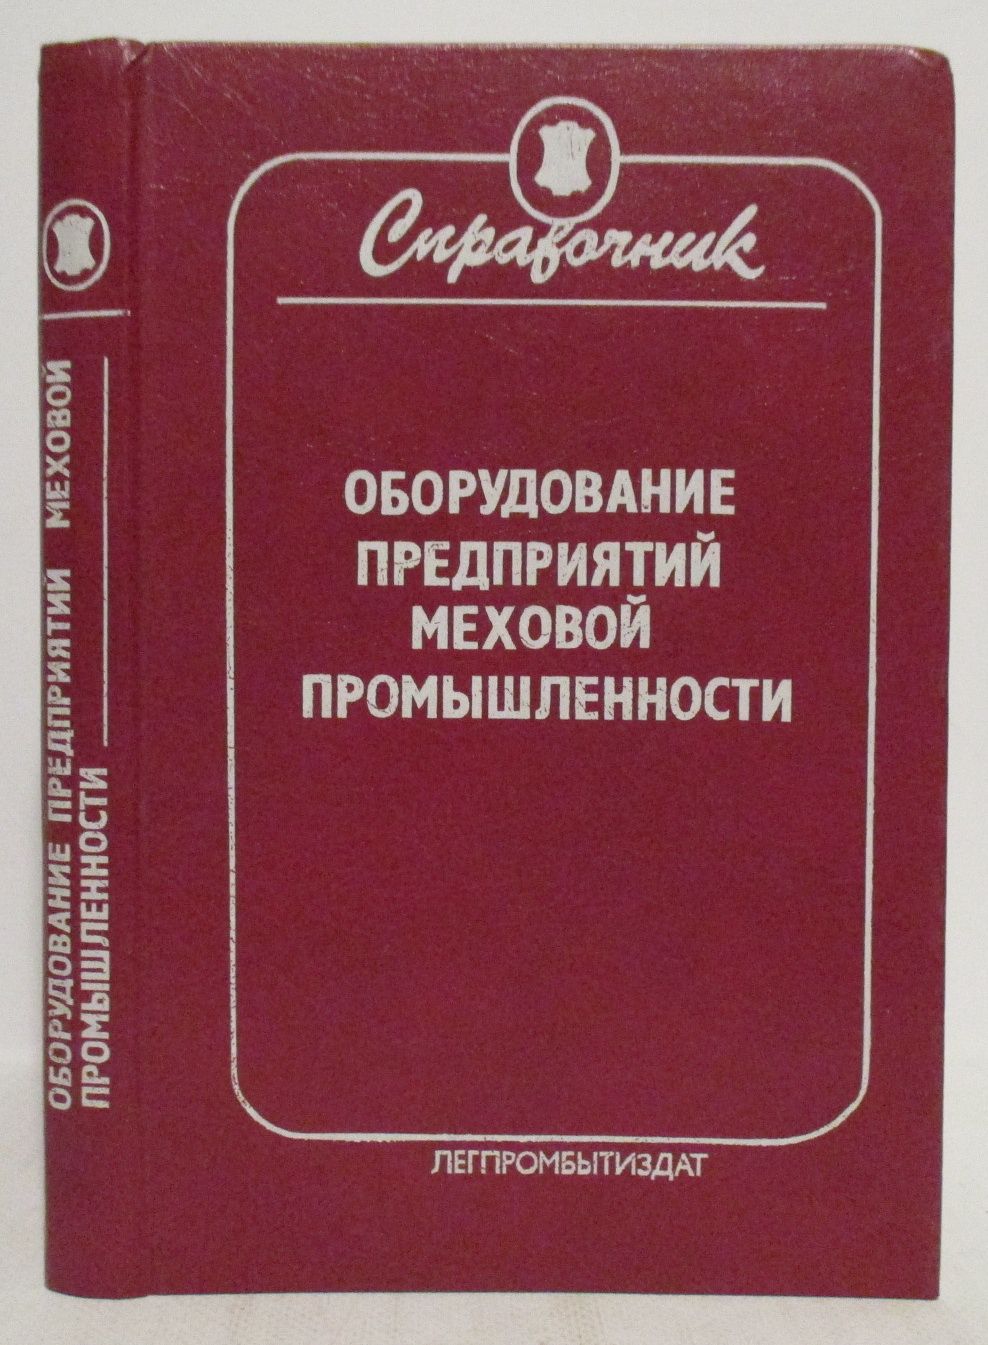 Справочник
ОБОРУДОВАНИЕ
ПРЕДПРИЯТИЙ
МЕХОВОЙ
ПРОМЫШЛЕННОСТИ
ЛЕГПРОМБЫТИЗДАТ
ОБОРУДОВАНИЕ ПРЕДПРИЯТИЙ МЕХОВОЙ
ПРОМЫШЛЕННОСТИ